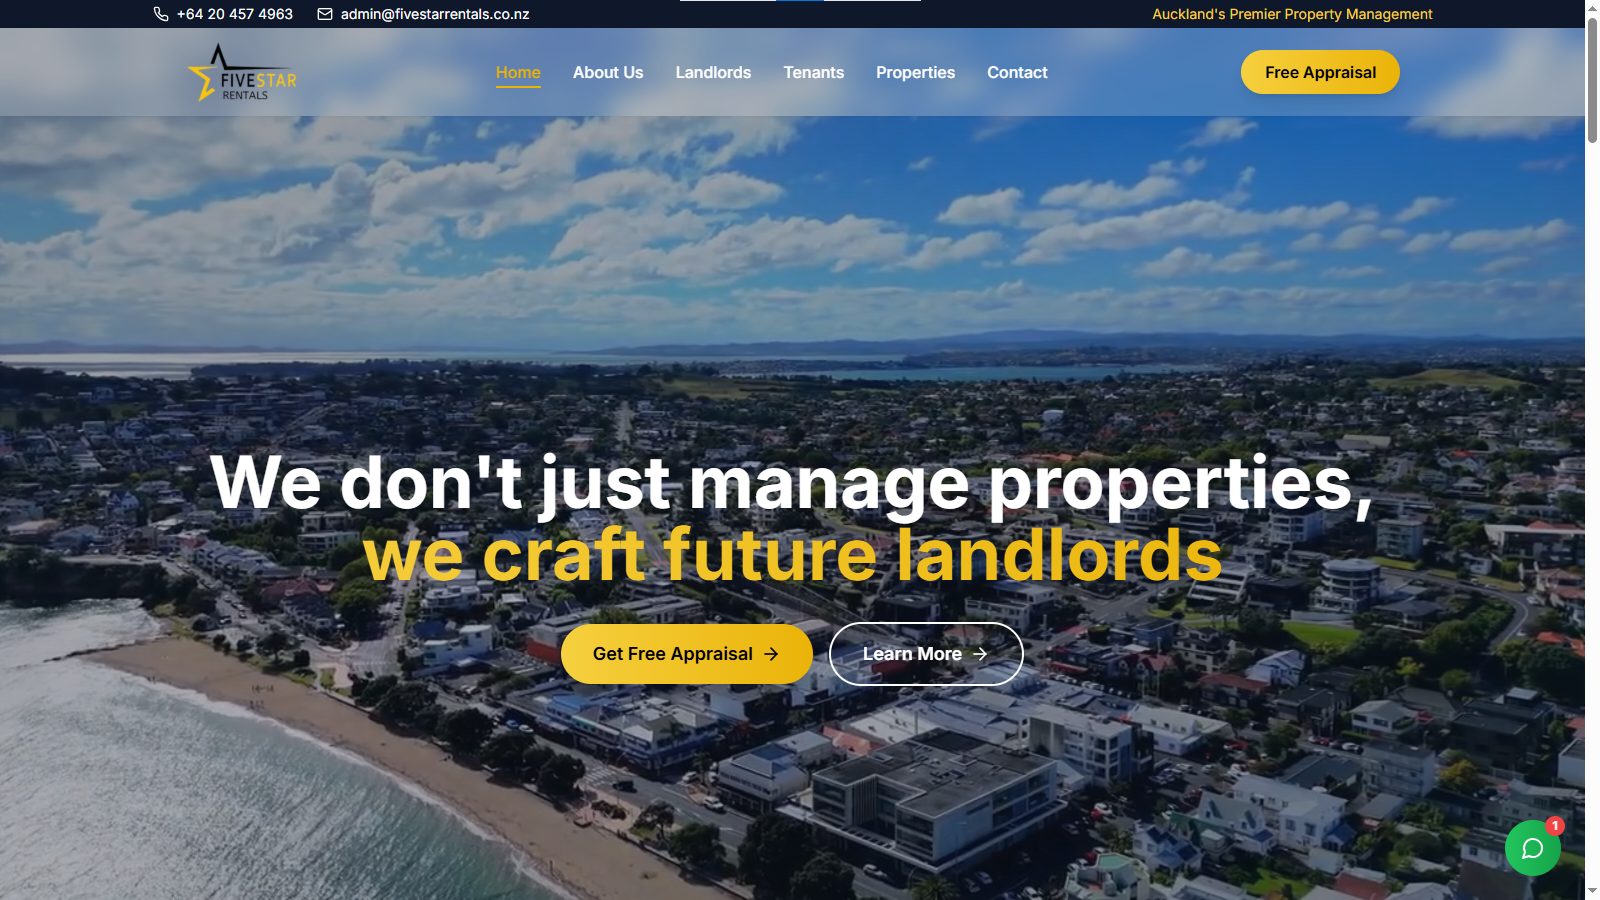 +64 20 457 4963
admin@fivestarrentals.co.nz
Auckland's Premier Property Management
FIVESTAR
RENTALS
Home
About Us
Landlords
Tenants
Properties
Contact
Free Appraisal
We don't just manage properties,
we craft future landlords
Get Free Appraisal
Learn More
1